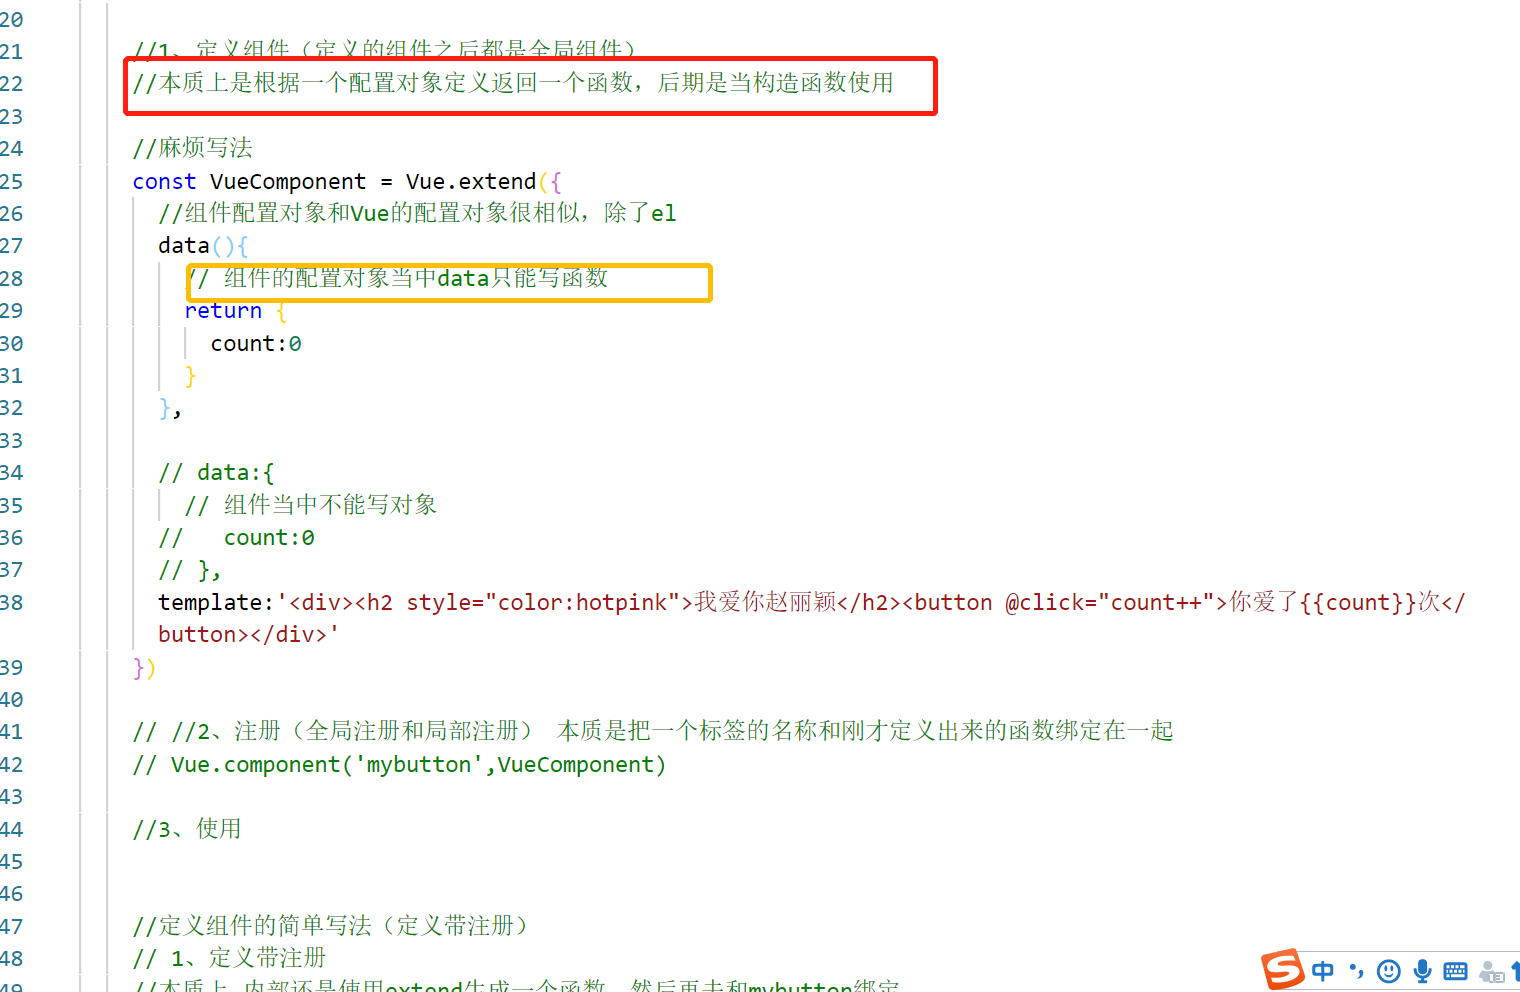 20
21 //1、定义组件（定义的组件之后都是全局组件）
22 //本质上是根据一个配置对象定义返回一个函数，后期是当构造函数使用
23
24 //麻烦写法
25 const VueComponent = Vue.extend({
26 //组件配置对象和Vue的配置对象很相似，除了el
27 data(){
28 // 组件的配置对象当中data只能写函数
29 return {
30 count:0
31 }
32 },
33
34 // data:{
35 // 组件当中不能写对象
36 //   count:0
37 // },
38 template:'<div><h2 style="color:hotpink">我爱你赵丽颖</h2><button @click="count++">你爱了{{count}}次</
button></div>'
39 })
40
41 // //2、注册（全局注册和局部注册） 本质是把一个标签的名称和刚才定义出来的函数绑定在一起
42 // Vue.component('mybutton',VueComponent)
43
44 //3、使用
45
46
47 //定义组件的简单写法（定义带注册）
48 // 1、定义带注册
49 //本质上 内部还是使用extend生成一个函数，然后再去和mybutton绑定
S 中